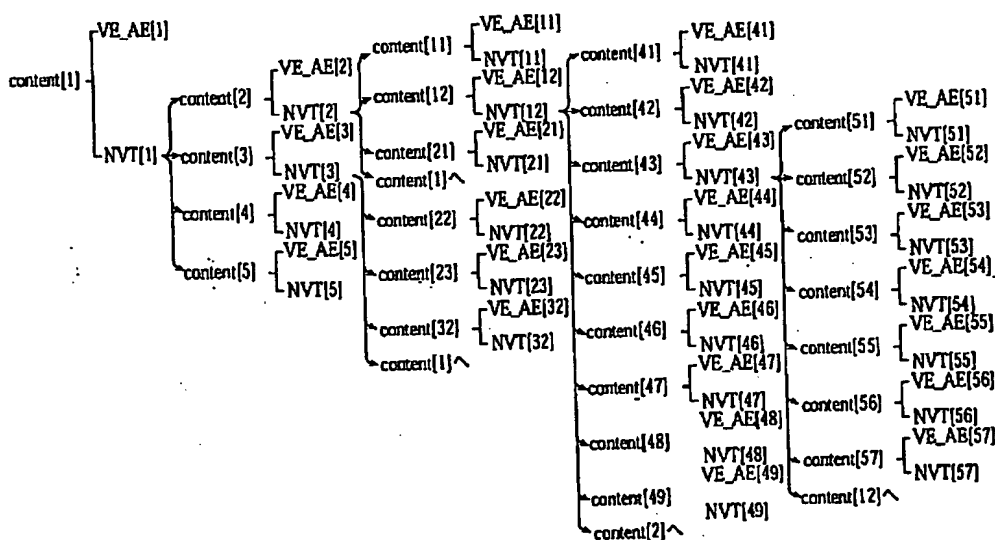 content[1]
VE_AE[1]
NVT[1]
content[2]
VE_AE[2]
NVT[2]
content[3]
VE_AE[3]
NVT[3]
content[4]
VE_AE[4]
NVT[4]
content[5]
VE_AE[5]
NVT[5]
content[11]
VE_AE[11]
NVT[11]
content[12]
VE_AE[12]
NVT[12]
content[21]
VE_AE[21]
NVT[21]
content[1]^
content[22]
VE_AE[22]
NVT[22]
content[23]
VE_AE[23]
NVT[23]
content[32]
VE_AE[32]
NVT[32]
content[1]^
content[41]
VE_AE[41]
NVT[41]
content[42]
VE_AE[42]
NVT[42]
content[43]
VE_AE[43]
NVT[43]
content[44]
VE_AE[44]
NVT[44]
content[45]
VE_AE[45]
NVT[45]
content[46]
VE_AE[46]
NVT[46]
content[47]
VE_AE[47]
NVT[47]
content[48]
VE_AE[48]
NVT[48]
content[49]
VE_AE[49]
NVT[49]
content[2]^
content[51]
VE_AE[51]
NVT[51]
content[52]
VE_AE[52]
NVT[52]
content[53]
VE_AE[53]
NVT[53]
content[54]
VE_AE[54]
NVT[54]
content[55]
VE_AE[55]
NVT[55]
content[56]
VE_AE[56]
NVT[56]
content[57]
VE_AE[57]
NVT[57]
content[12]^